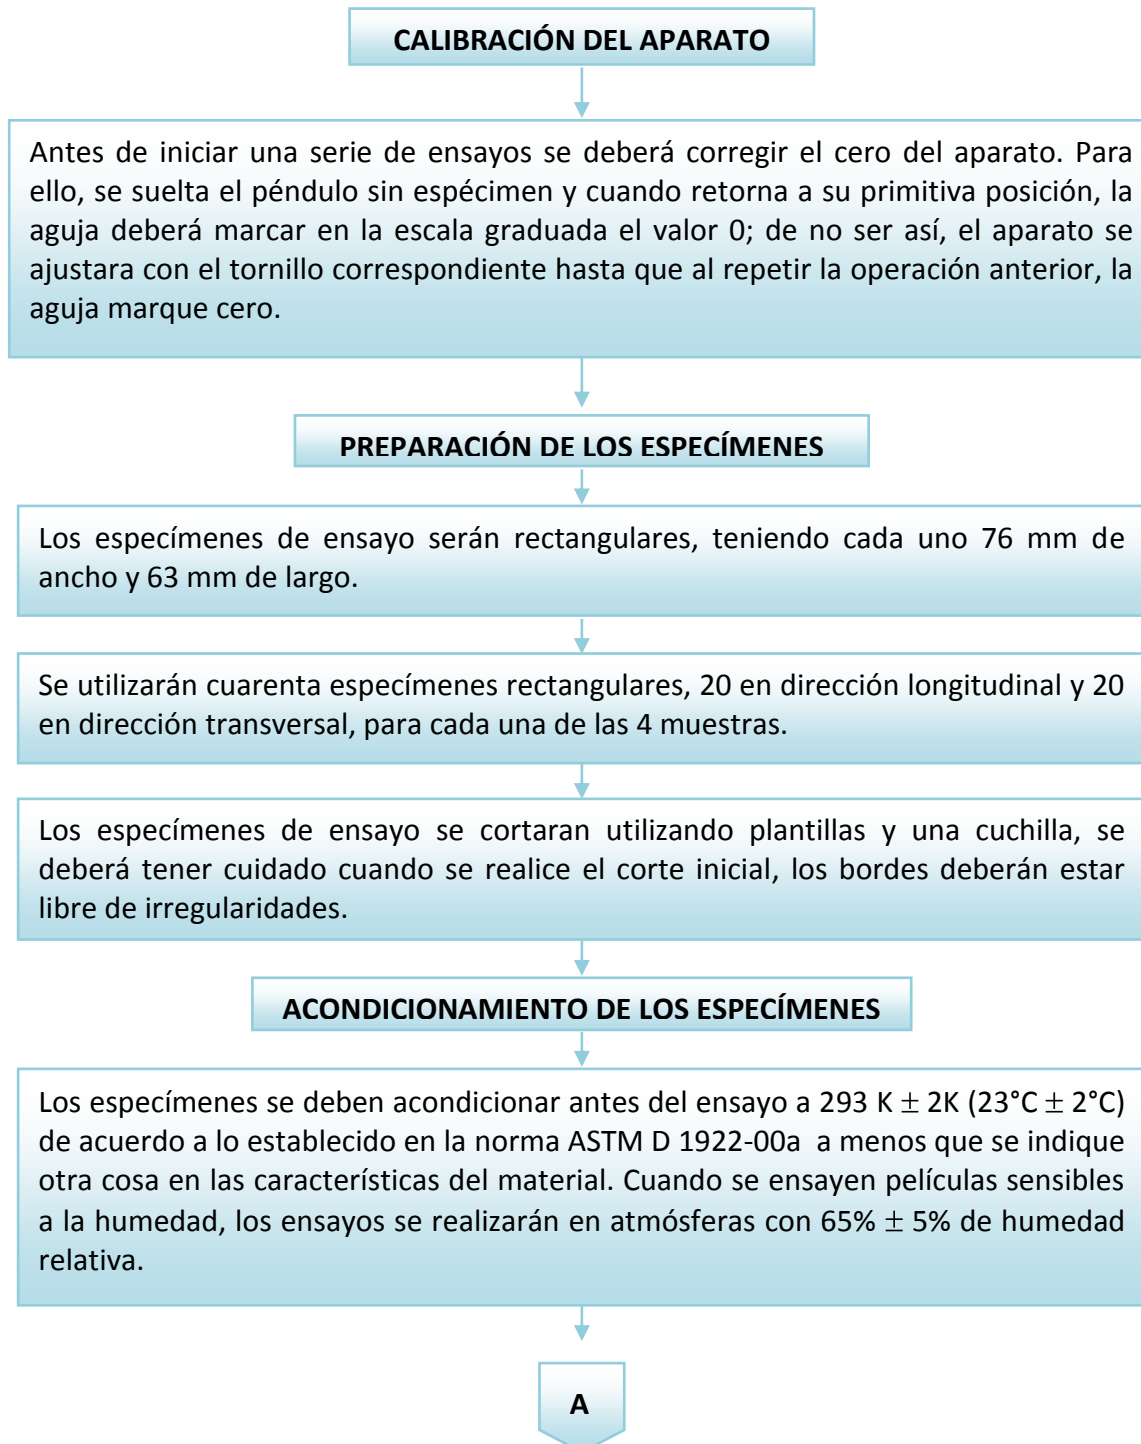 CALIBRACIÓN DEL APARATO
Antes de iniciar una serie de ensayos se deberá corregir el cero del aparato. Para
ello, se suelta el péndulo sin espécimen y cuando retorna a su primitiva posición, la
aguja deberá marcar en la escala graduada el valor 0; de no ser así, el aparato se
ajustara con el tornillo correspondiente hasta que al repetir la operación anterior, la
aguja marque cero.
PREPARACIÓN DE LOS ESPECÍMENES
Los especímenes de ensayo serán rectangulares, teniendo cada uno 76 mm de
ancho y 63 mm de largo.
Se utilizarán cuarenta especímenes rectangulares, 20 en dirección longitudinal y 20
en dirección transversal, para cada una de las 4 muestras.
Los especímenes de ensayo se cortaran utilizando plantillas y una cuchilla, se
deberá tener cuidado cuando se realice el corte inicial, los bordes deberán estar
libre de irregularidades.
ACONDICIONAMIENTO DE LOS ESPECÍMENES
Los especímenes se deben acondicionar antes del ensayo a 293 K ± 2K (23°C ± 2°C)
de acuerdo a lo establecido en la norma ASTM D 1922-00a a menos que se indique
otra cosa en las características del material. Cuando se ensayen películas sensibles
a la humedad, los ensayos se realizarán en atmósferas con 65% ± 5% de humedad
relativa.
A